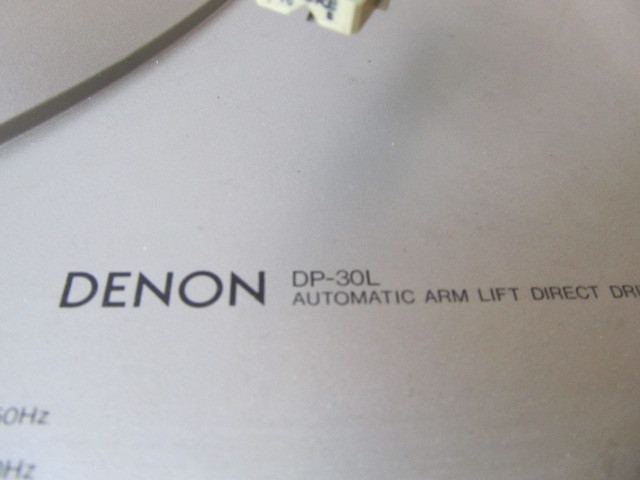 DENON DP-30L
AUTOMATIC ARM LIFT DIRECT